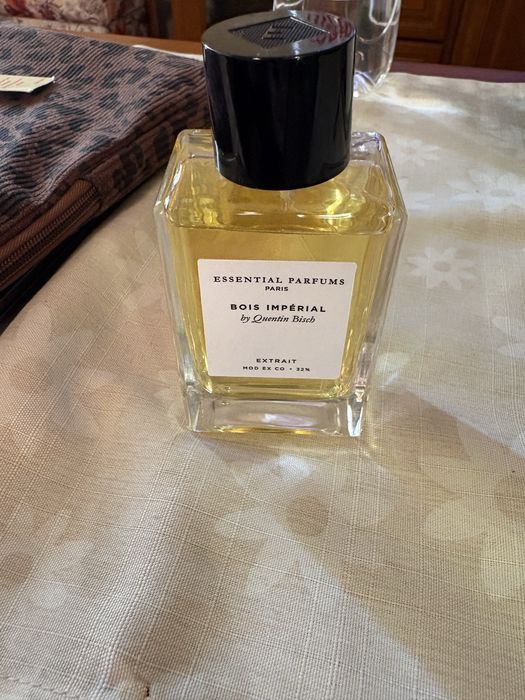 ESSENTIAL PARFUMS
PARIS
BOIS IMPÉRIAL
by Quentin Bisch
EXTRAIT
MOD EX CO • 32%